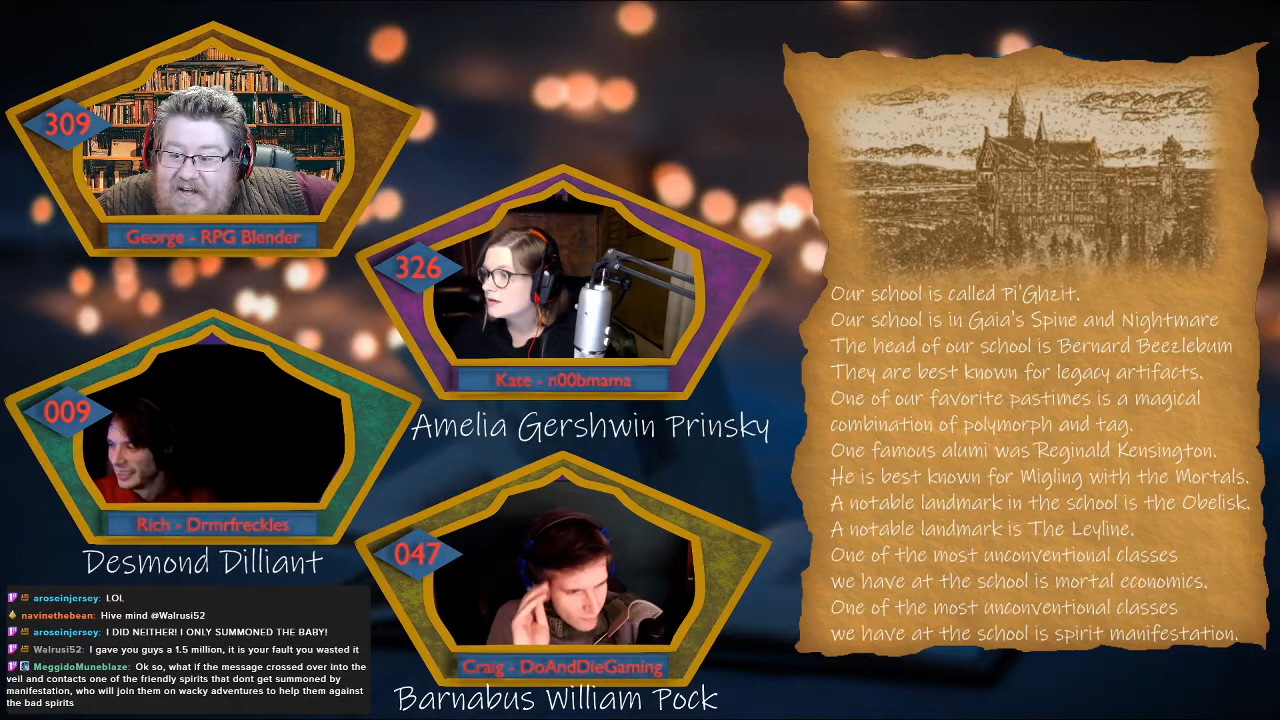 309
George - RPG Blender
326
Kate - n00bmama
Amelia Gershwin Prinsky
009
Rich - Drmrfreckles
Desmond Dilliant
047
Craig - DoAndDieGaming
Barnabus William Pock
aroseinjersey: LOL
navinethebean: Hive mind @Walrusi52
aroseinjersey: I DID NEITHER! I ONLY SUMMONED THE BABY!
Walrusi52: I gave you guys a 1.5 million, it is your fault you wasted it
MeggidoMuneblaze: Ok so, what if the message crossed over into the
veil and contacts one of the friendly spirits that dont get summoned by
manifestation, who will join them on wacky adventures to help them against
the bad spirits
Our school is called Pi'Ghzit.
Our school is in Gaia's Spine and Nightmare
The head of our school is Bernard Beezlebum
They are best known for legacy artifacts.
One of our favorite pastimes is a magical
combination of polymorph and tag.
One famous alumi was Reginald Kensington.
He is best known for Migling with the Mortals.
A notable landmark in the school is the Obelisk.
A notable landmark is The Leyline.
One of the most unconventional classes
we have at the school is mortal economics.
One of the most unconventional classes
we have at the school is spirit manifestation.